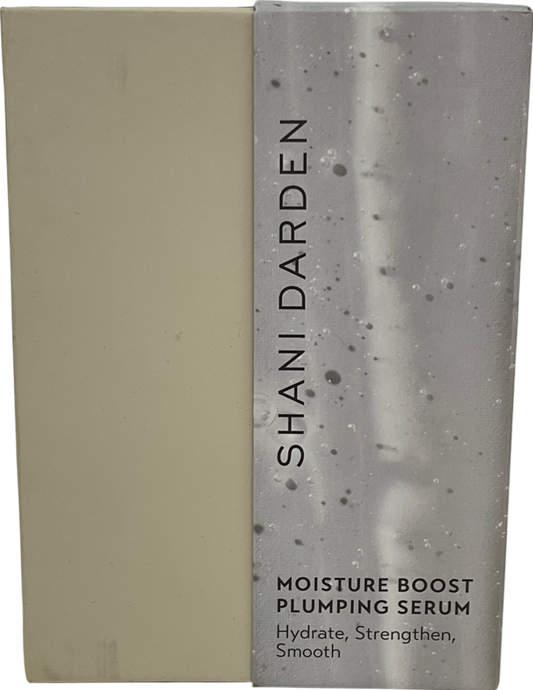 SHANI DARDEN
MOISTURE BOOST
PLUMPING SERUM
Hydrate, Strengthen,
Smooth